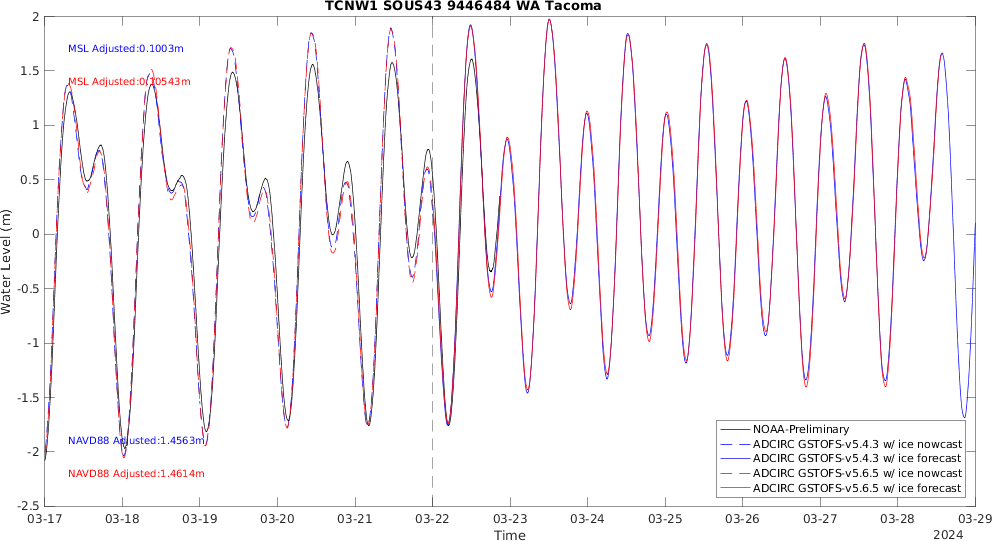 TCNW1 SOUS43 9446484 WA Tacoma
2
1.5
1
0.5
0
-0.5
-1
-1.5
-2
-2.5
Water Level (m)
MSL Adjusted:0.1003m
MSL Adjusted:0.10543m
NAVD88 Adjusted:1.4563m
NAVD88 Adjusted:1.4614m
NOAA-Preliminary
ADCIRC GSTOFS-v5.4.3 w/ ice nowcast
ADCIRC GSTOFS-v5.4.3 w/ ice forecast
ADCIRC GSTOFS-v5.6.5 w/ ice nowcast
ADCIRC GSTOFS-v5.6.5 w/ ice forecast
03-17 03-18 03-19 03-20 03-21 03-22 03-23 03-24 03-25 03-26 03-27 03-28 03-29
Time
2024